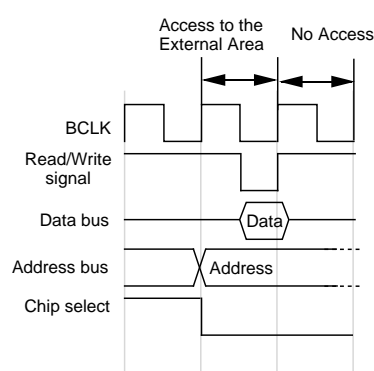 Access to the
External Area
No Access
BCLK
Read/Write
signal
Data bus
Data
Address bus
Address
Chip select